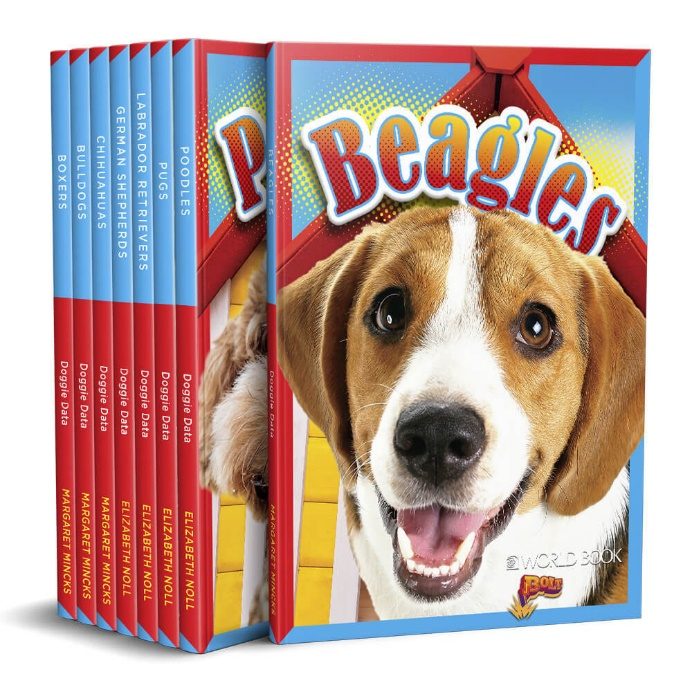 BOXERS Doggie Data MARGARET MINCKS
BULLDOGS Doggie Data MARGARET MINCKS
CHIHUAHUAS Doggie Data MARGARET MINCKS
GERMAN SHEPHERDS Doggie Data ELIZABETH NOLL
LABRADOR RETRIEVERS Doggie Data ELIZABETH NOLL
PUGS Doggie Data ELIZABETH NOLL
POODLES Doggie Data ELIZABETH NOLL
P
BEAGLES Doggie Data MARGARET MINCKS
Beagles
WORLD BOOK
BOLT